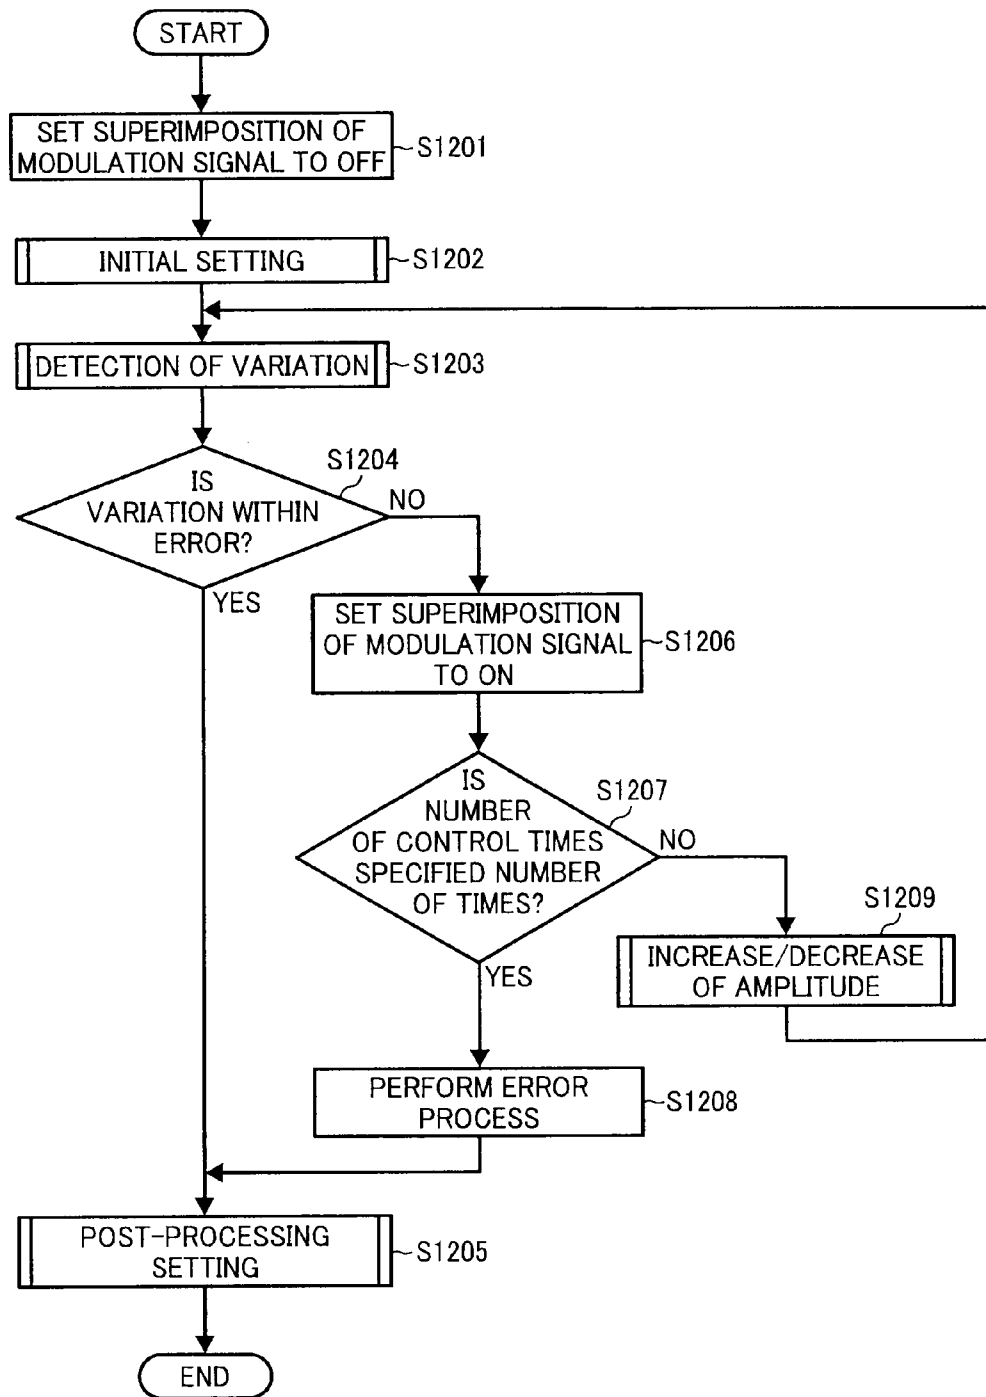 START
SET SUPERIMPOSITION OF
MODULATION SIGNAL TO OFF
S1201
INITIAL SETTING
S1202
DETECTION OF VARIATION
S1203
IS
VARIATION WITHIN
ERROR?
S1204
NO
YES
SET SUPERIMPOSITION
OF MODULATION SIGNAL
TO ON
S1206
IS
NUMBER
OF CONTROL TIMES
SPECIFIED NUMBER
OF TIMES?
S1207
NO
YES
S1209
INCREASE/DECREASE
OF AMPLITUDE
PERFORM ERROR
PROCESS
S1208
POST-PROCESSING
SETTING
S1205
END